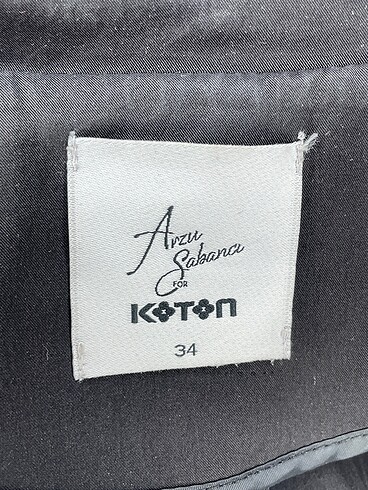 Arzu
Sabancı
FOR
KOTON
34